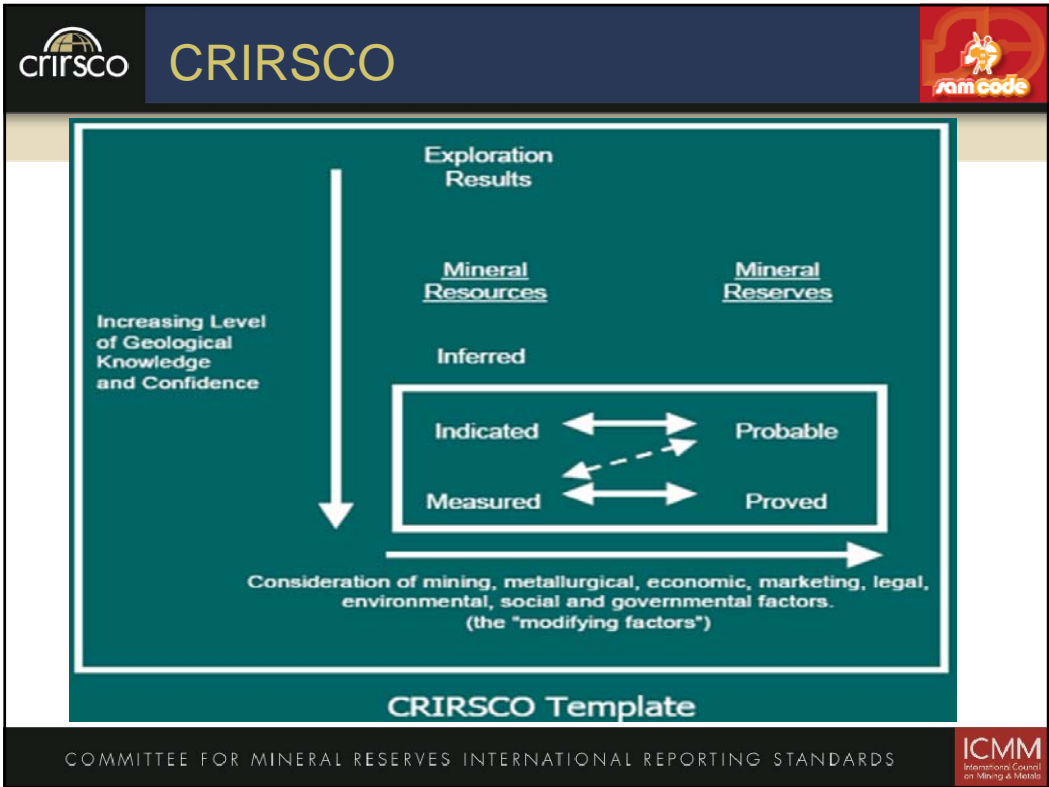 crirsco
CRIRSCO
samcode
Exploration
Results
Mineral
Resources
Mineral
Reserves
Increasing Level
of Geological
Knowledge
and Confidence
Inferred
Indicated
Probable
Measured
Proved
Consideration of mining, metallurgical, economic, marketing, legal,
environmental, social and governmental factors.
(the "modifying factors")
CRIRSCO Template
COMMITTEE FOR MINERAL RESERVES INTERNATIONAL REPORTING STANDARDS
ICMM
International Council
on Mining & Metals